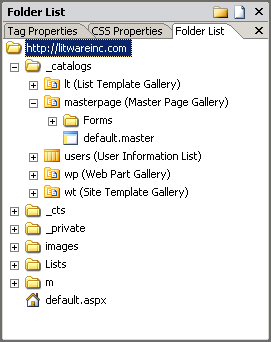 Folder List
Tag Properties CSS Properties Folder List
http://litwareinc.com
_catalogs
lt (List Template Gallery)
masterpage (Master Page Gallery)
Forms
default.master
users (User Information List)
wp (Web Part Gallery)
wt (Site Template Gallery)
_cts
_private
images
Lists
m
default.aspx